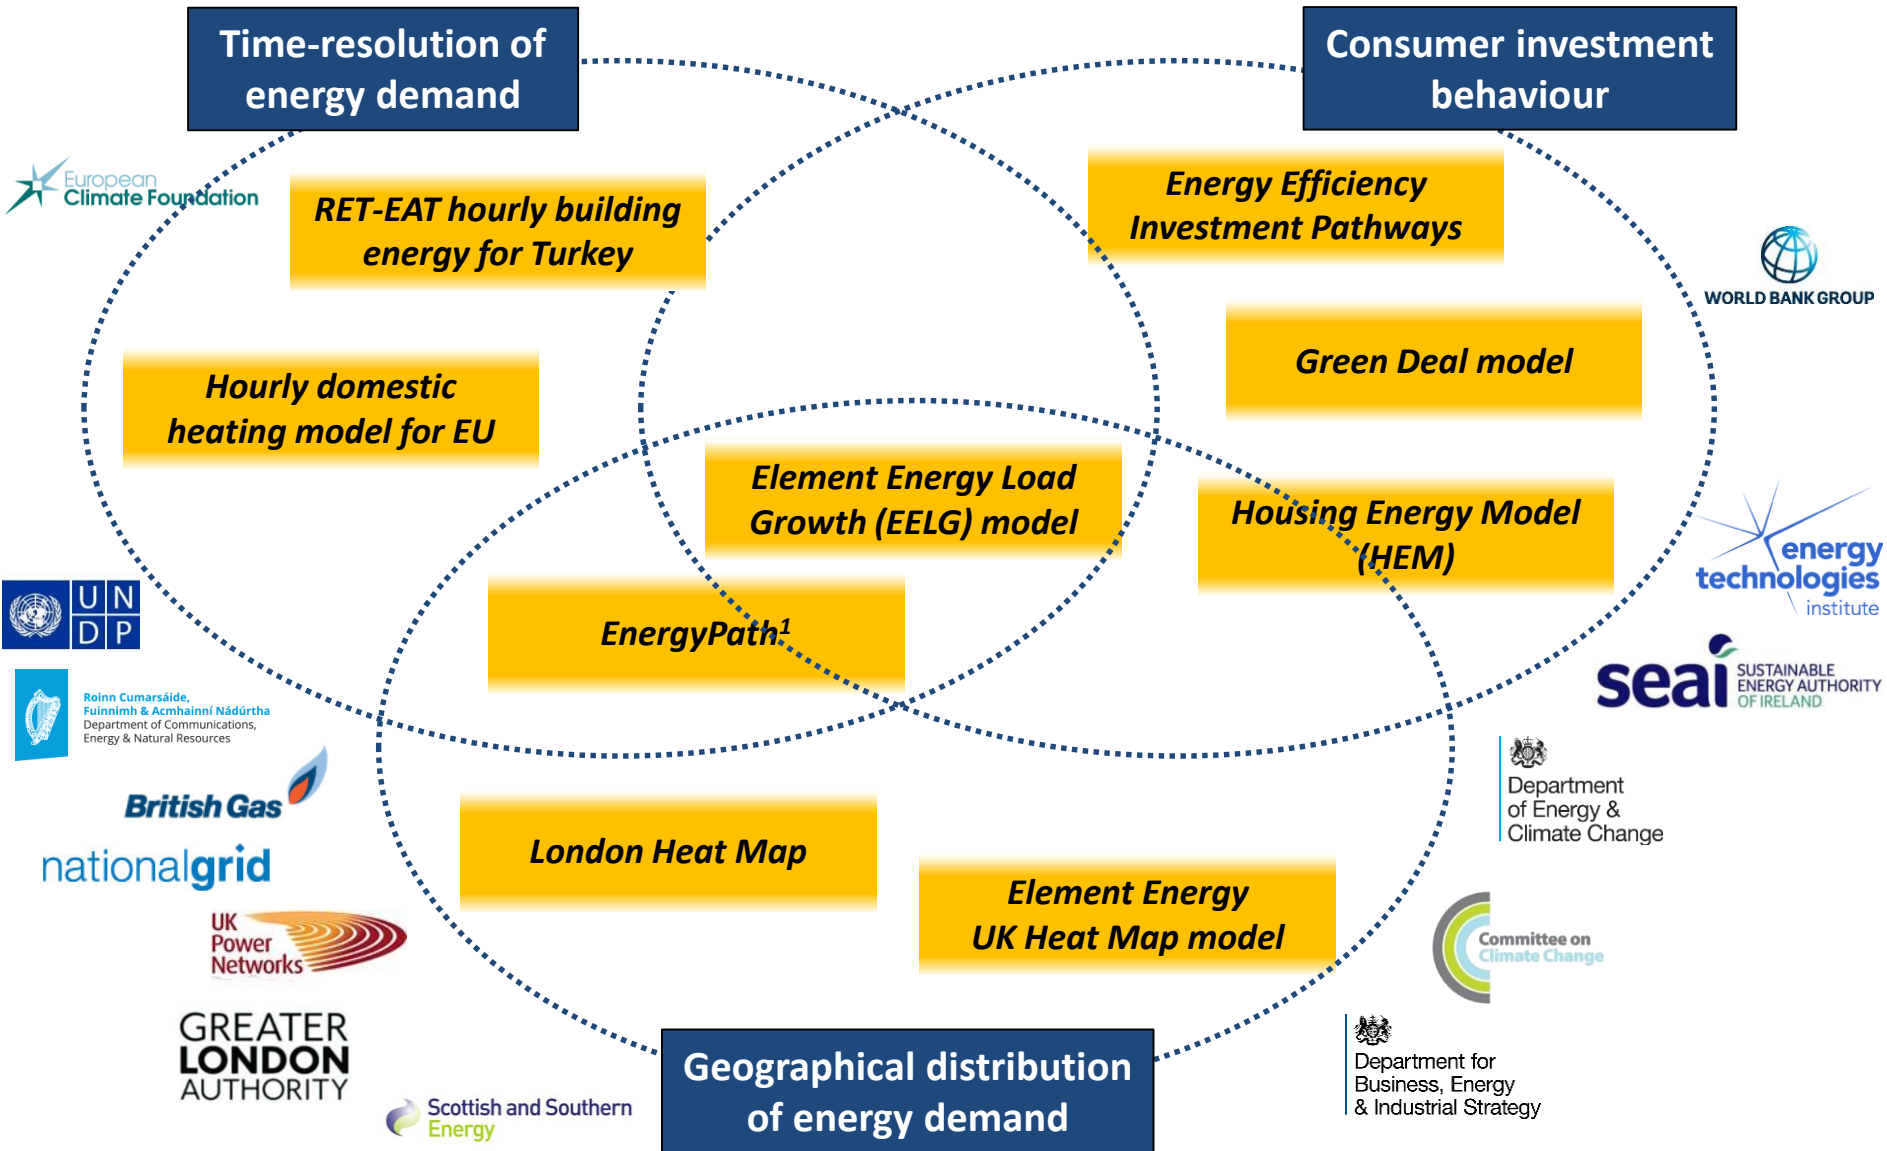 Time-resolution of
energy demand
Consumer investment
behaviour
European
Climate Foundation
RET-EAT hourly building
energy for Turkey
Energy Efficiency
Investment Pathways
WORLD BANK GROUP
Green Deal model
Hourly domestic
heating model for EU
Element Energy Load
Growth (EELG) model
Housing Energy Model
(HEM)
energy
technologies
institute
UN
DP
EnergyPath¹
seai
SUSTAINABLE
ENERGY AUTHORITY
OF IRELAND
Roinn Cumarsáide,
Fuinnimh & Acmhainní Nádúrtha
Department of Communications,
Energy & Natural Resources
British Gas
Department
of Energy &
Climate Change
nationalgrid
London Heat Map
Element Energy
UK Heat Map model
UK
Power
Networks
Committee on
Climate Change
GREATER
LONDON
AUTHORITY
Scottish and Southern
Energy
Geographical distribution
of energy demand
Department for
Business, Energy
& Industrial Strategy